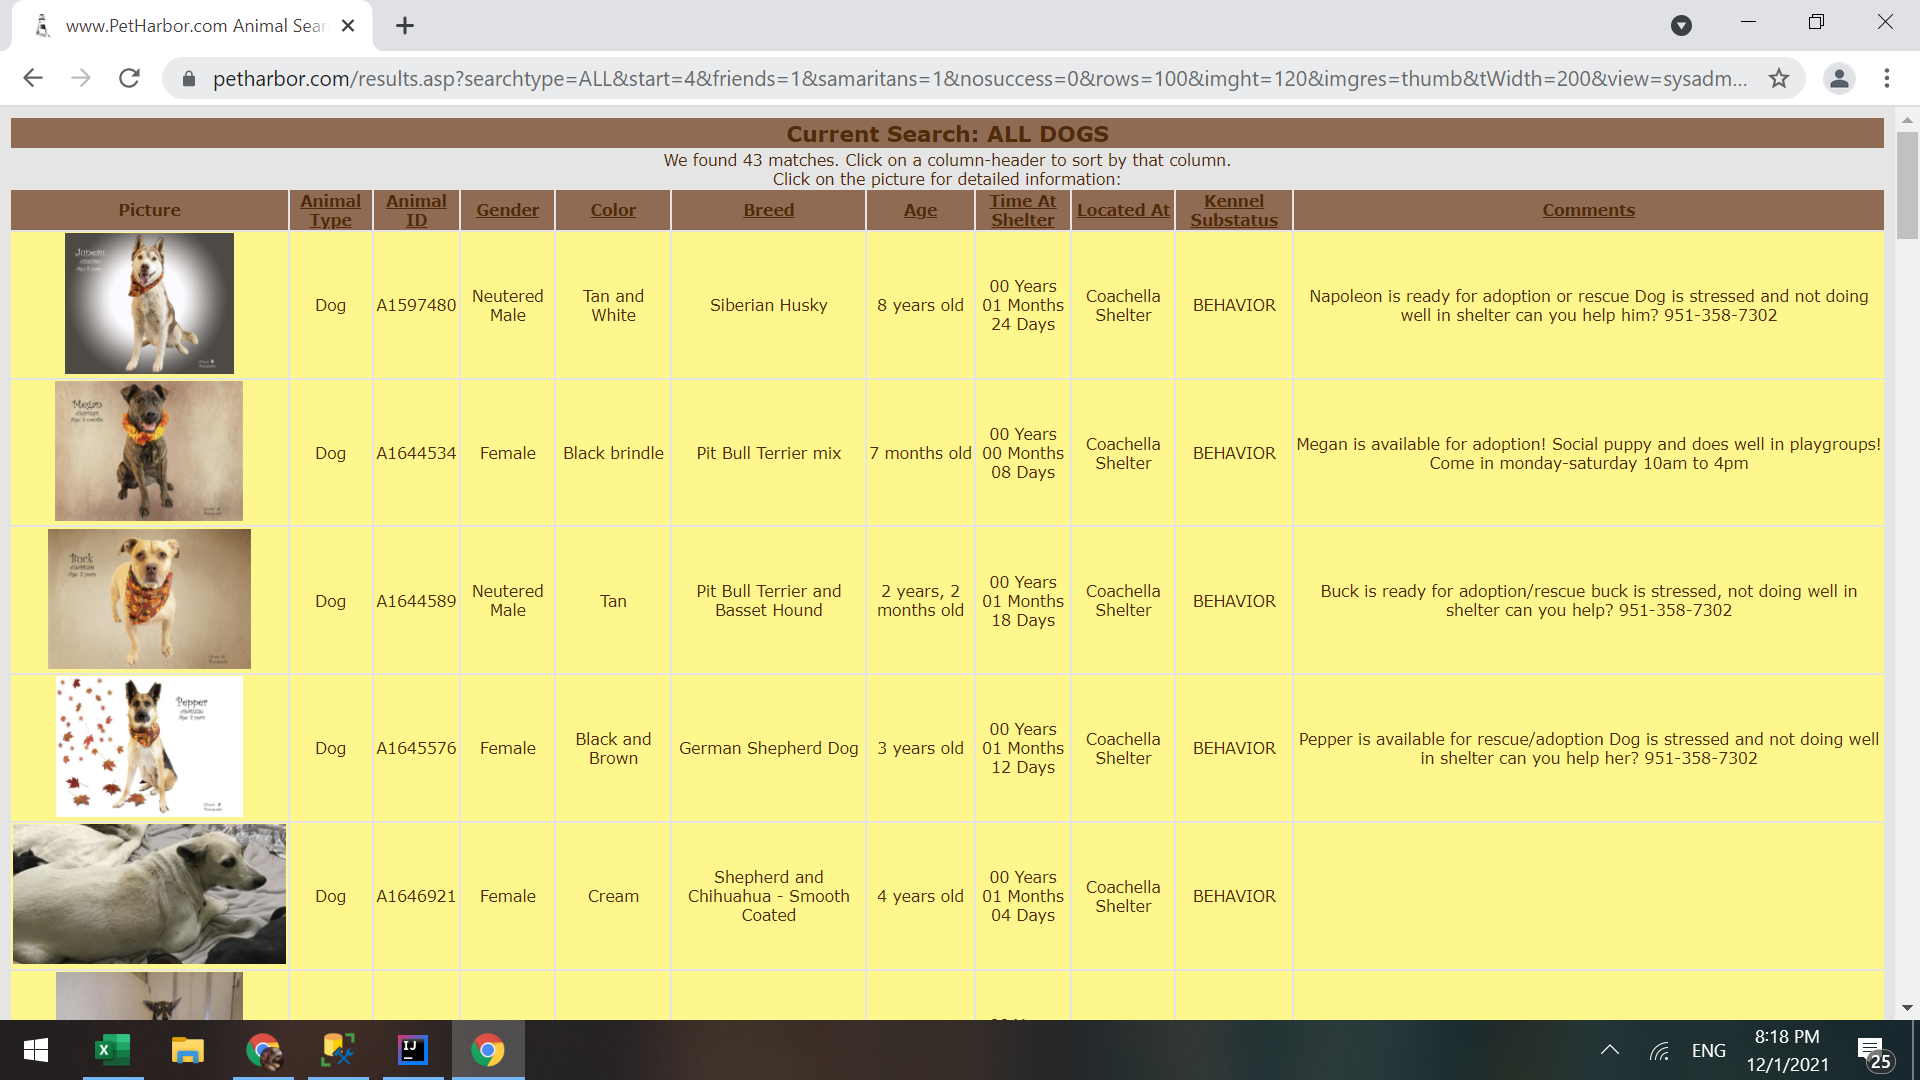 www.PetHarbor.com Animal Sear
petharbor.com/results.asp?searchtype=ALL&start=4&friends=1&samaritans=1&nosuccess=0&rows=100&imght=120&imgres=thumb&tWidth=200&view=sysadm...
Current Search: ALL DOGS
We found 43 matches. Click on a column-header to sort by that column.
Click on the picture for detailed information:
Picture
Animal
Type
Animal
ID
Gender
Color
Breed
Age
Time At
Shelter
Located At
Kennel
Substatus
Comments
Juneau
Dog
A1597480
Neutered
Male
Tan and
White
Siberian Husky
8 years old
00 Years
01 Months
24 Days
Coachella
Shelter
BEHAVIOR
Napoleon is ready for adoption or rescue Dog is stressed and not doing
well in shelter can you help him? 951-358-7302
Megan
Dog
A1644534
Female
Black brindle
Pit Bull Terrier mix
7 months old
00 Years
00 Months
08 Days
Coachella
Shelter
BEHAVIOR
Megan is available for adoption! Social puppy and does well in playgroups!
Come in monday-saturday 10am to 4pm
Buck
Dog
A1644589
Neutered
Male
Tan
Pit Bull Terrier and
Basset Hound
2 years, 2
months old
00 Years
01 Months
18 Days
Coachella
Shelter
BEHAVIOR
Buck is ready for adoption/rescue buck is stressed, not doing well in
shelter can you help? 951-358-7302
Pepper
Dog
A1645576
Female
Black and
Brown
German Shepherd Dog
3 years old
00 Years
01 Months
12 Days
Coachella
Shelter
BEHAVIOR
Pepper is available for rescue/adoption Dog is stressed and not doing well
in shelter can you help her? 951-358-7302
Dog
A1646921
Female
Cream
Shepherd and
Chihuahua - Smooth
Coated
4 years old
00 Years
01 Months
04 Days
Coachella
Shelter
BEHAVIOR
ENG
8:18 PM
12/1/2021
25